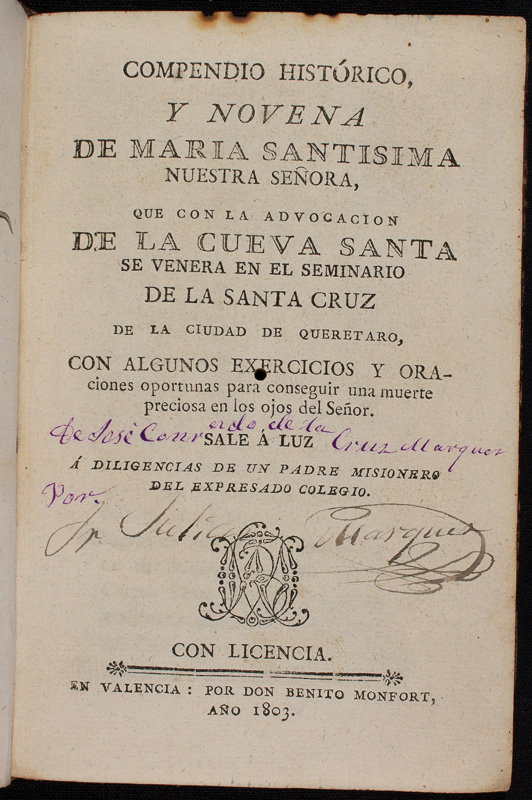 COMPENDIO HISTÓRICO,
Y NOVENA
DE MARIA SANTISIMA
NUESTRA SEÑORA,
QUE CON LA ADVOCACION
DE LA CUEVA SANTA
SE VENERA EN EL SEMINARIO
DE LA SANTA CRUZ
DE LA CIUDAD DE QUERETARO,
CON ALGUNOS EXERCICIOS Y ORA-
ciones oportunas para conseguir una muerte
preciosa en los ojos del Señor.
de José Conrado de la Cruz Marquez
SALE Á LUZ
Á DILIGENCIAS DE UN PADRE MISIONERO
DEL EXPRESADO COLEGIO.
Por,
Marquez
CON LICENCIA.
EN VALENCIA: POR DON BENITO MONFORT,
AÑO 1803.